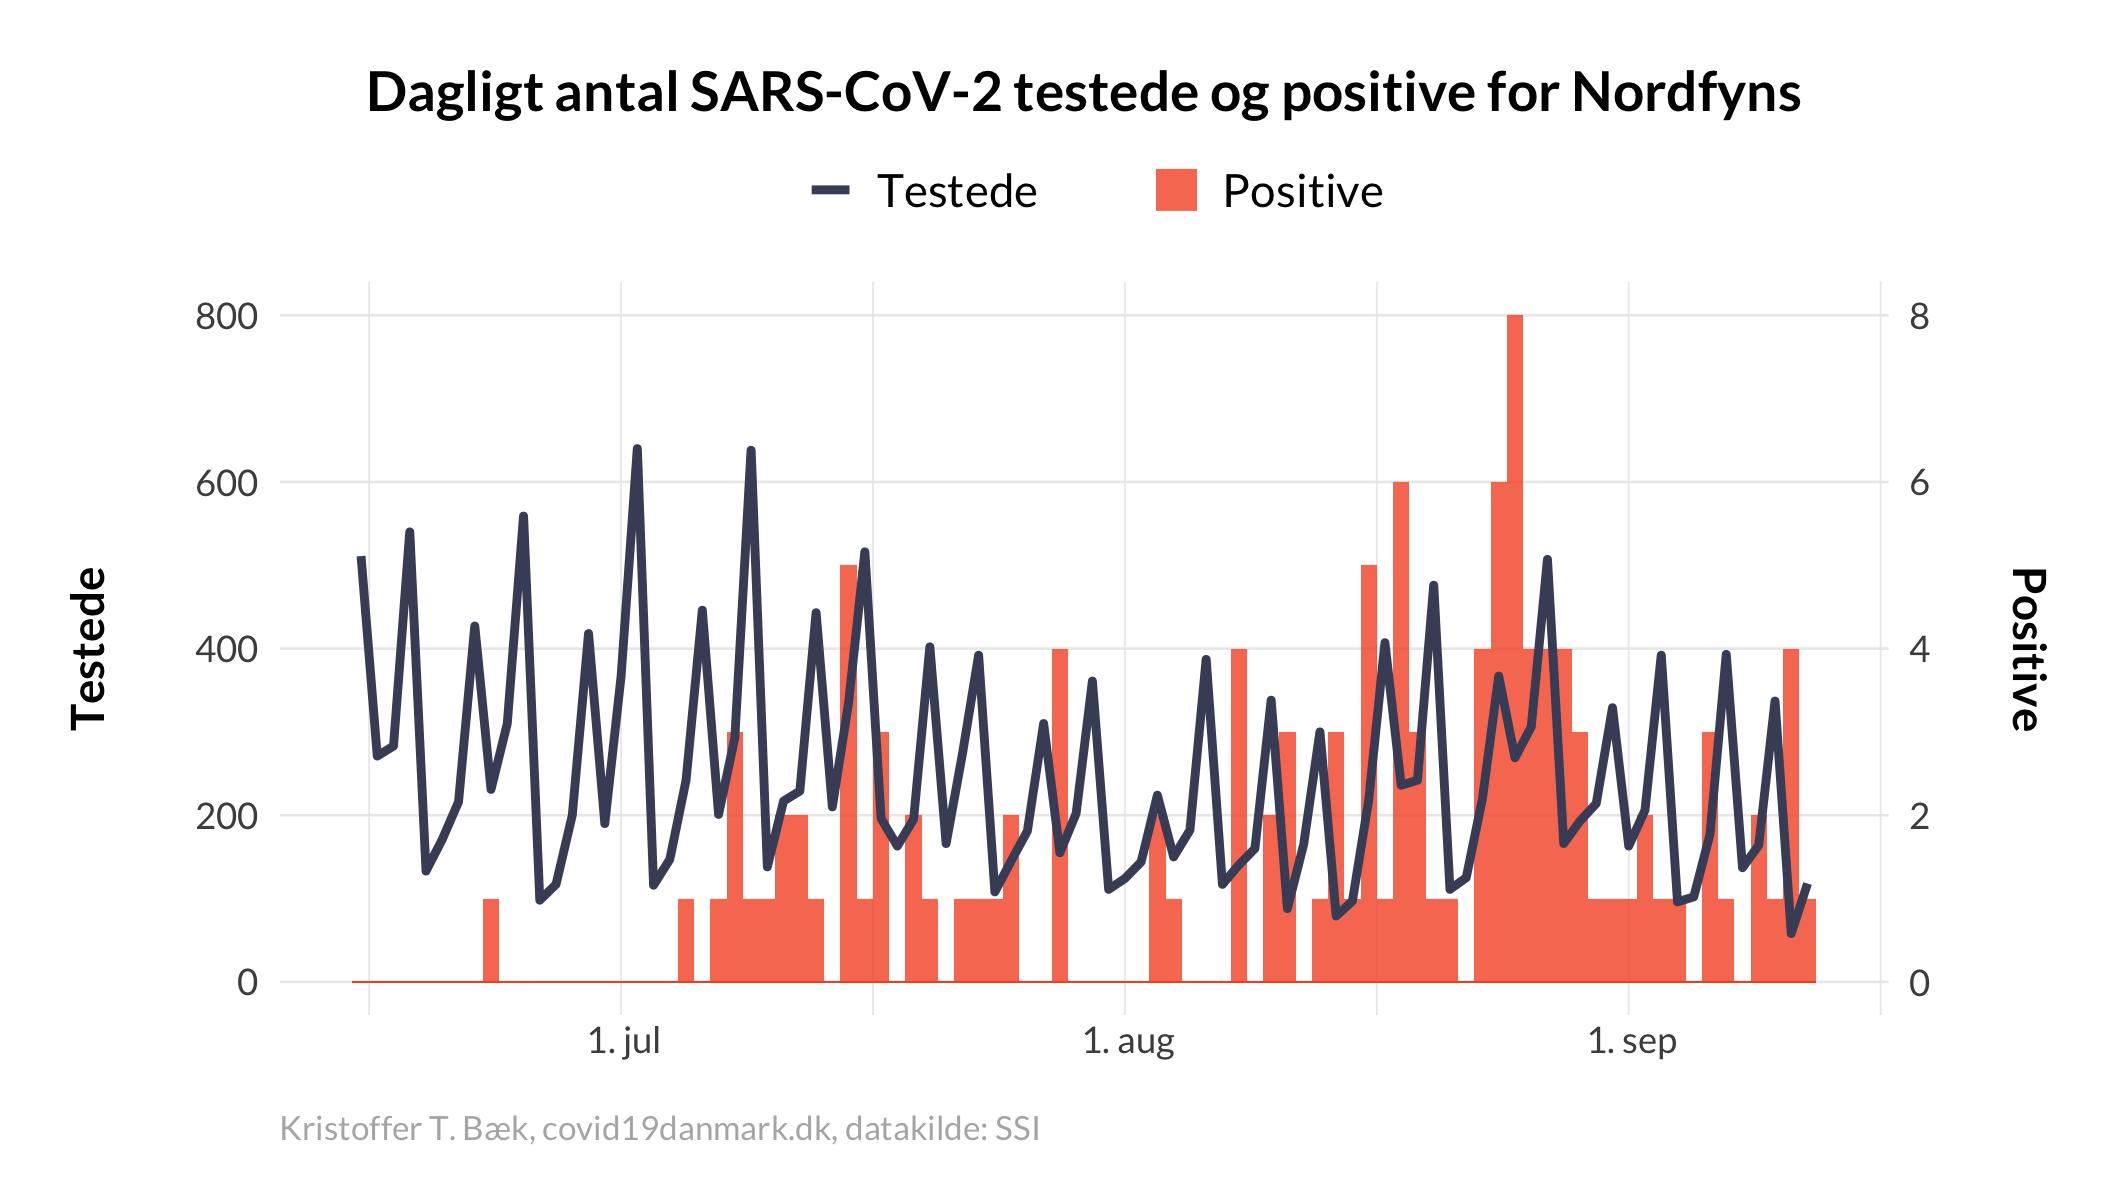 Dagligt antal SARS-CoV-2 testede og positive for Nordfyns
Testede Positive
800 8
600 6
400 4
200 2
0 0
Testede
Positive
1. jul 1. aug 1. sep
Kristoffer T. Bæk, covid19danmark.dk, datakilde: SSI